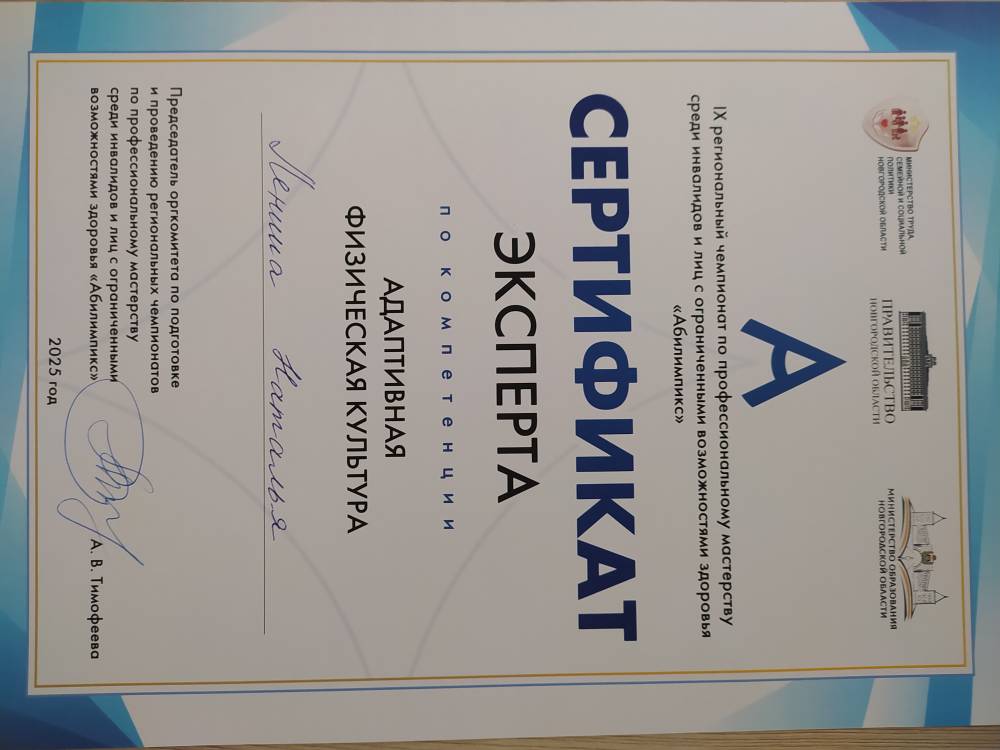 МИНИСТЕРСТВО ТРУДА,
СЕМЕЙНОЙ И СОЦИАЛЬНОЙ
ПОЛИТИКИ
НОВГОРОДСКОЙ ОБЛАСТИ
ПРАВИТЕЛЬСТВО
НОВГОРОДСКОЙ ОБЛАСТИ
МИНИСТЕРСТВО ОБРАЗОВАНИЯ
НОВГОРОДСКОЙ ОБЛАСТИ
IX региональный чемпионат по профессиональному мастерству
среди инвалидов и лиц с ограниченными возможностями здоровья
«Абилимпикс»
СЕРТИФИКАТ
ЭКСПЕРТА
по компетенции
АДАПТИВНАЯ
ФИЗИЧЕСКАЯ КУЛЬТУРА
Наталья
Председатель оргкомитета по подготовке
и проведению региональных чемпионатов
по профессиональному мастерству
среди инвалидов и лиц с ограниченными
возможностями здоровья «Абилимпикс»
А. В. Тимофеева
2025 год